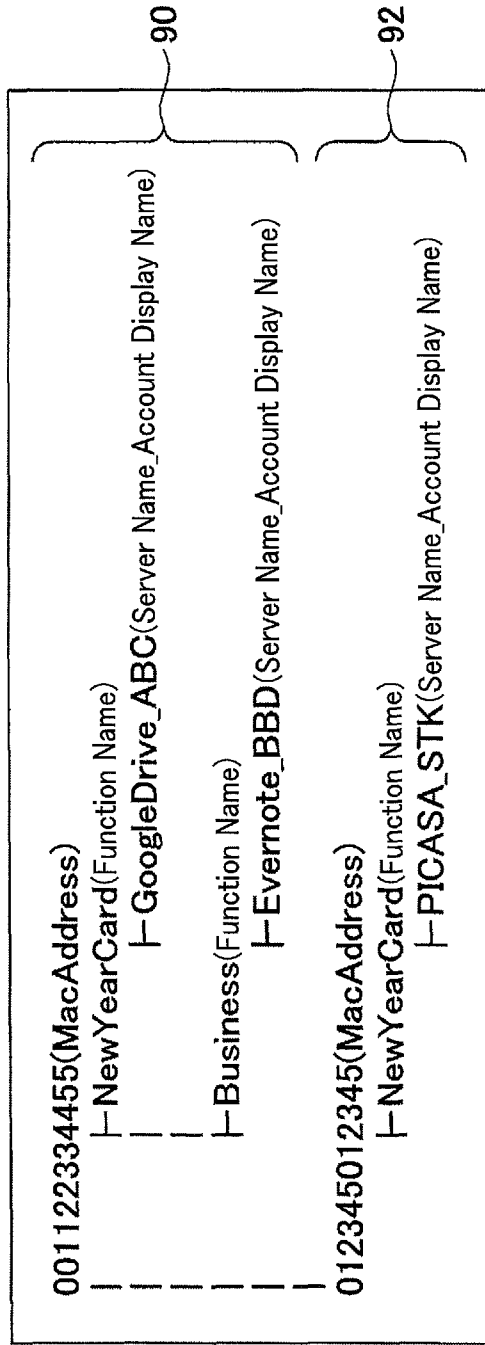 001122334455(MacAddress)
NewYearCard(Function Name)
GoogleDrive_ABC(Server Name_Account Display Name)
Business(Function Name)
Evernote_BBD(Server Name_Account Display Name)
90
012345012345(MacAddress)
NewYearCard(Function Name)
PICASA_STK(Server Name_Account Display Name)
92